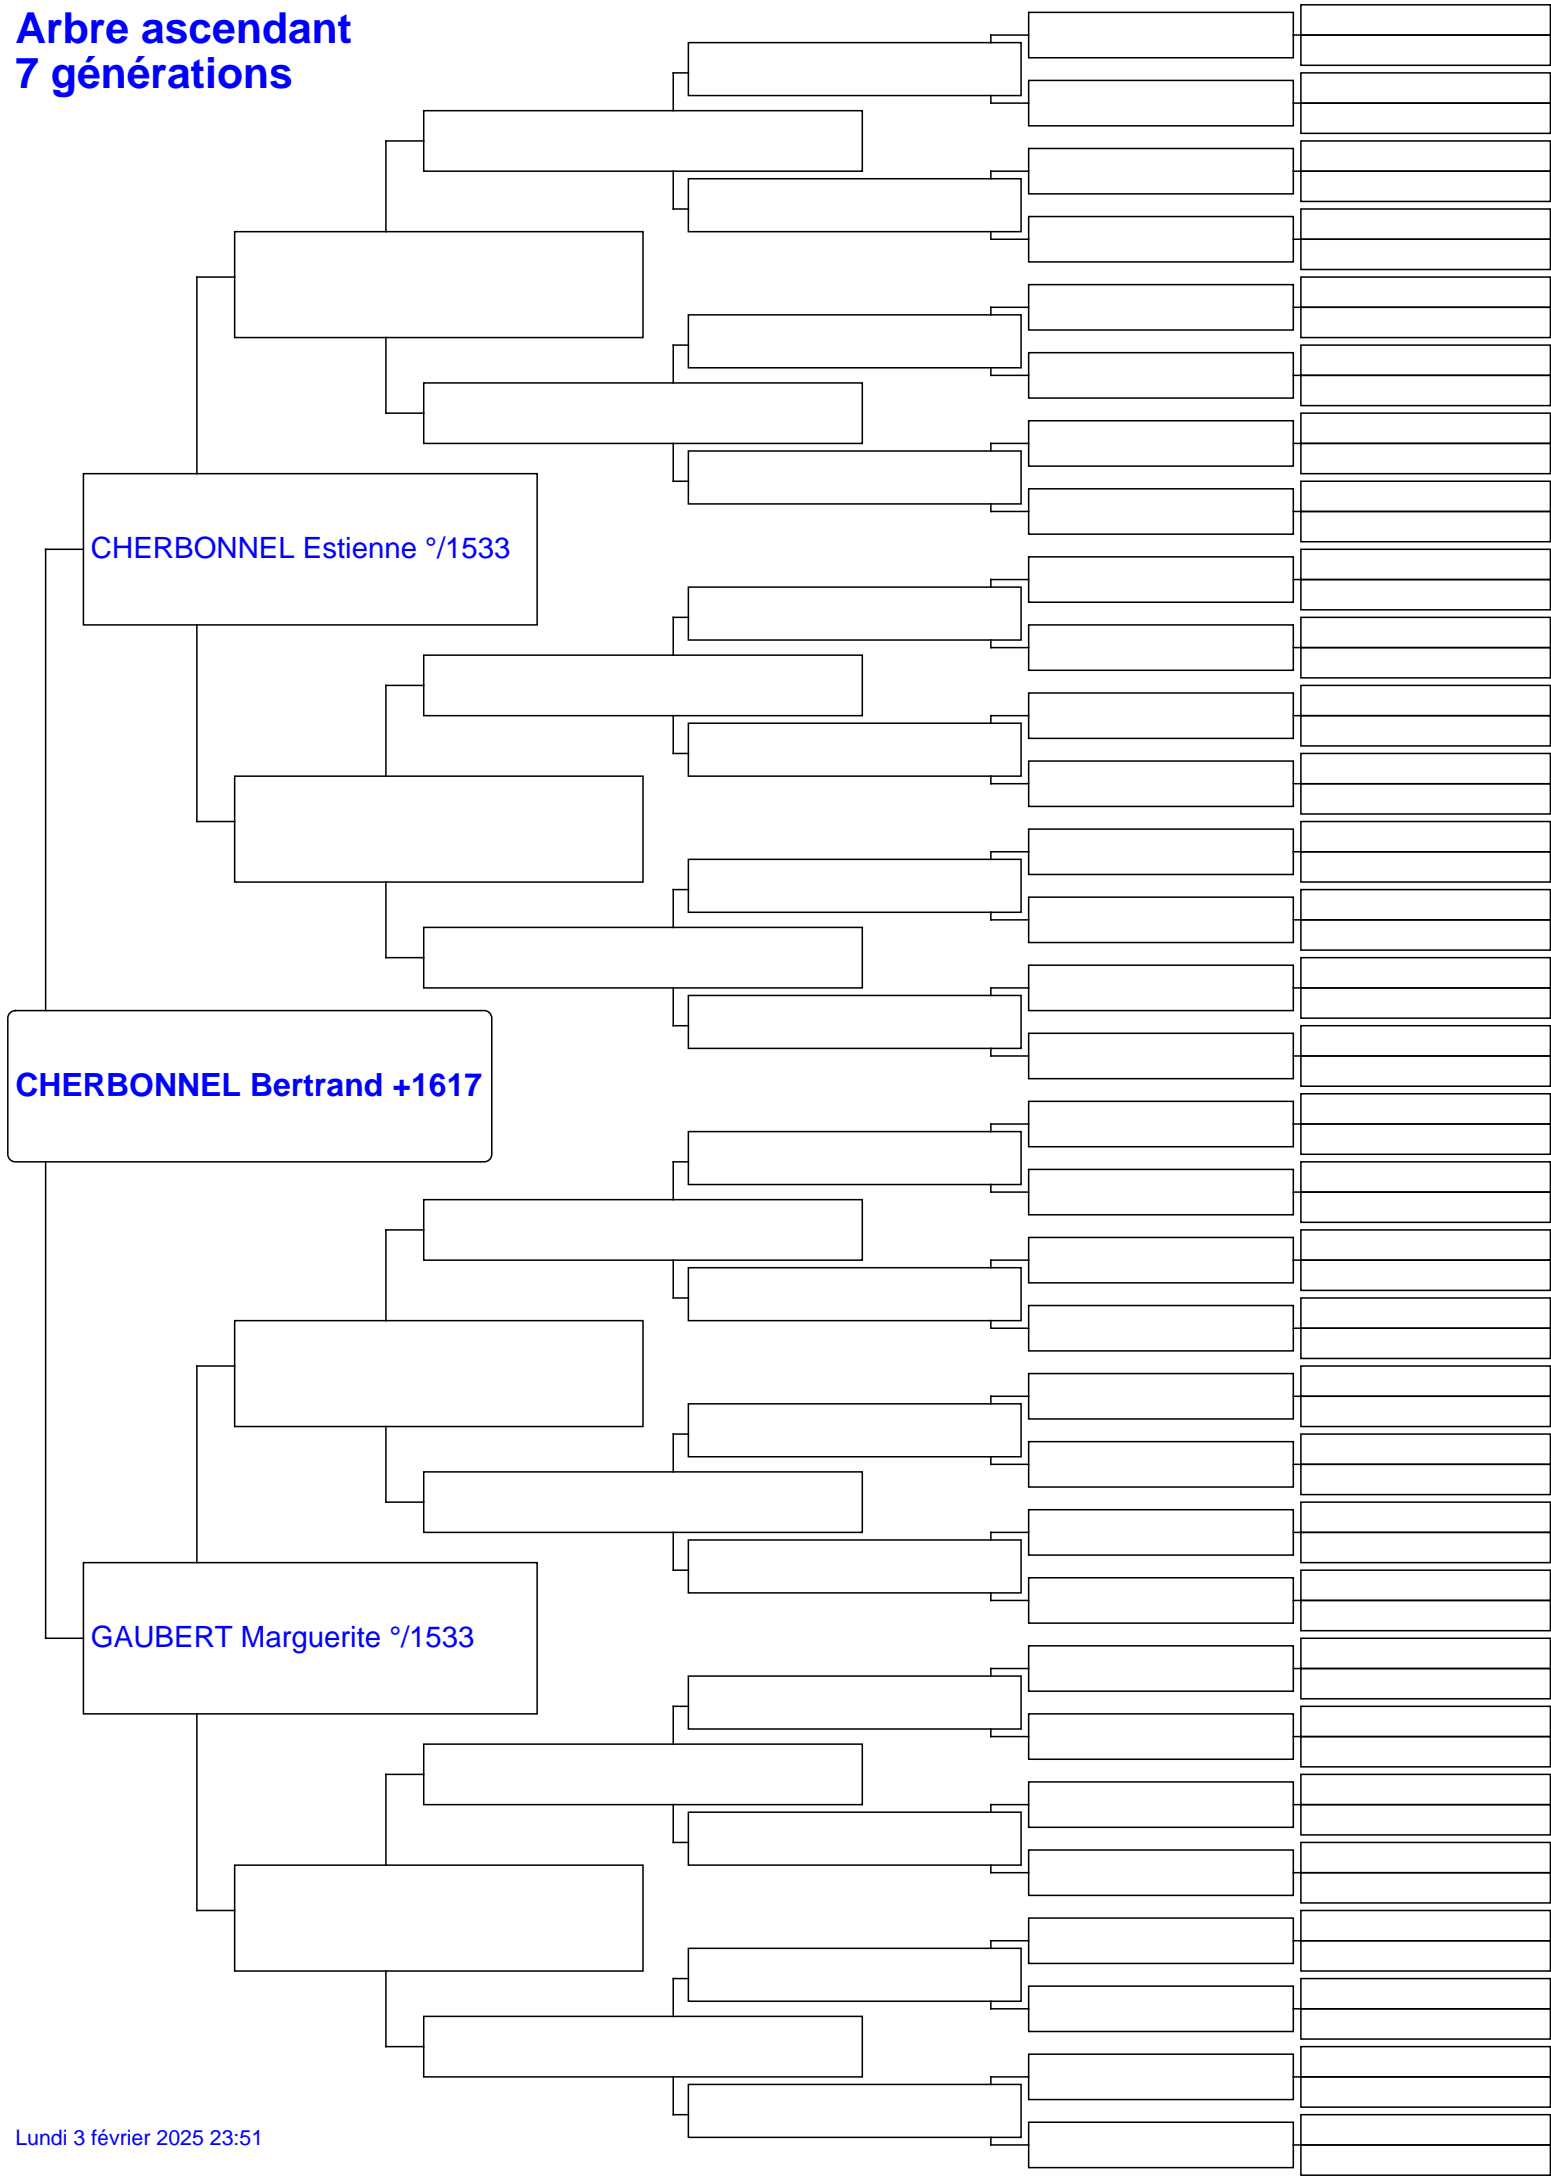 Arbre ascendant
7 générations
CHERBONNEL Estienne °/1533
CHERBONNEL Bertrand +1617
GAUBERT Marguerite °/1533
Lundi 3 février 2025 23:51